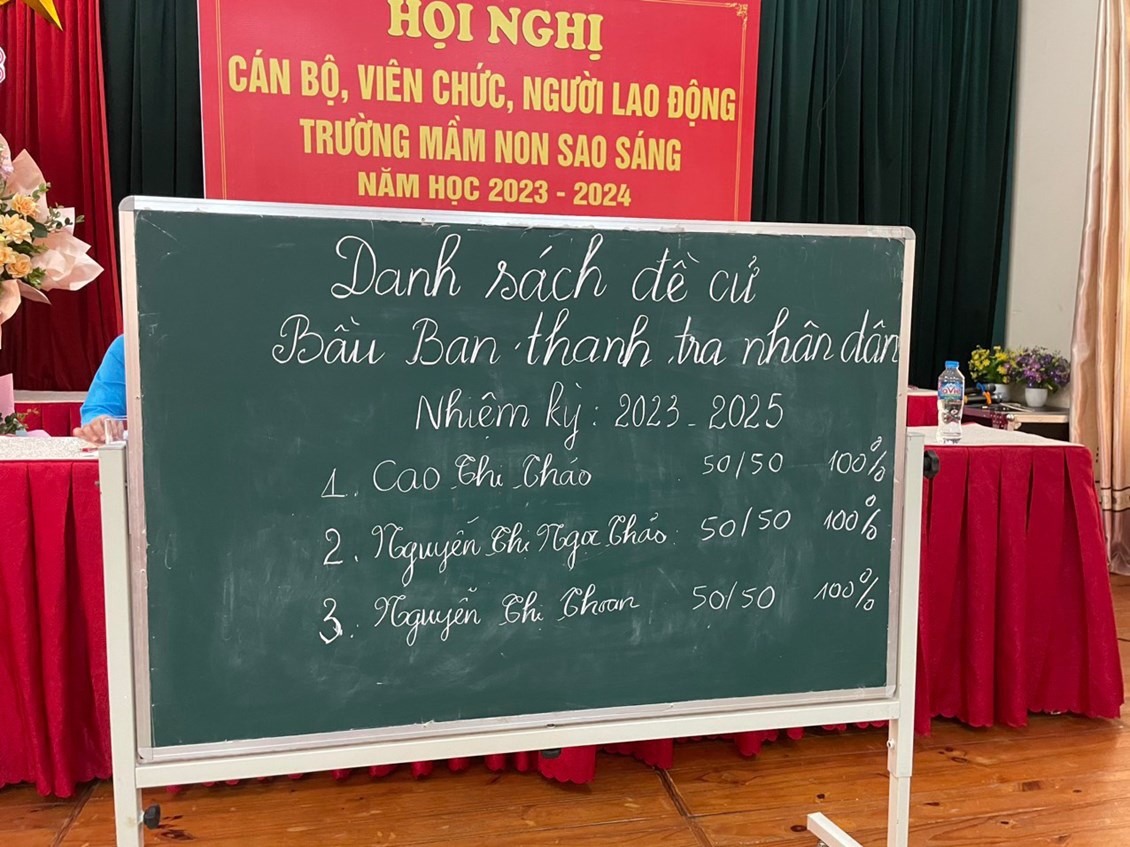 HỘI NGHỊ
CÁN BỘ, VIÊN CHỨC, NGƯỜI LAO ĐỘNG
TRƯỜNG MẦM NON SAO SÁNG
NĂM HỌC 2023 - 2024
Danh sách đề cử
Bầu Ban thanh tra nhân dân
Nhiệm kỳ: 2023-2025
1. Cao Thị Thảo 50/50 100%
2. Nguyễn Thị Ngọc Thảo: 50/50 100%
3. Nguyễn Thị Thoan 50/50 100%